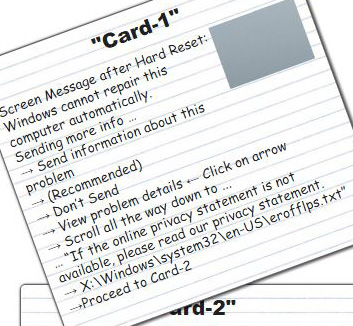 "Card-1"
Screen Message after Hard Reset:
Windows cannot repair this
computer automatically.
Sending more info ...
→ Send information about this
problem
→ (Recommended)
→ Don't Send
→ View problem details ← Click on arrow
→ Scroll all the way down to ...
... "If the online privacy statement is not
available, please read our privacy statement.
→ X:\Windows\system32\en-US\erofflps.txt"
→Proceed to Card-2
ard-2"